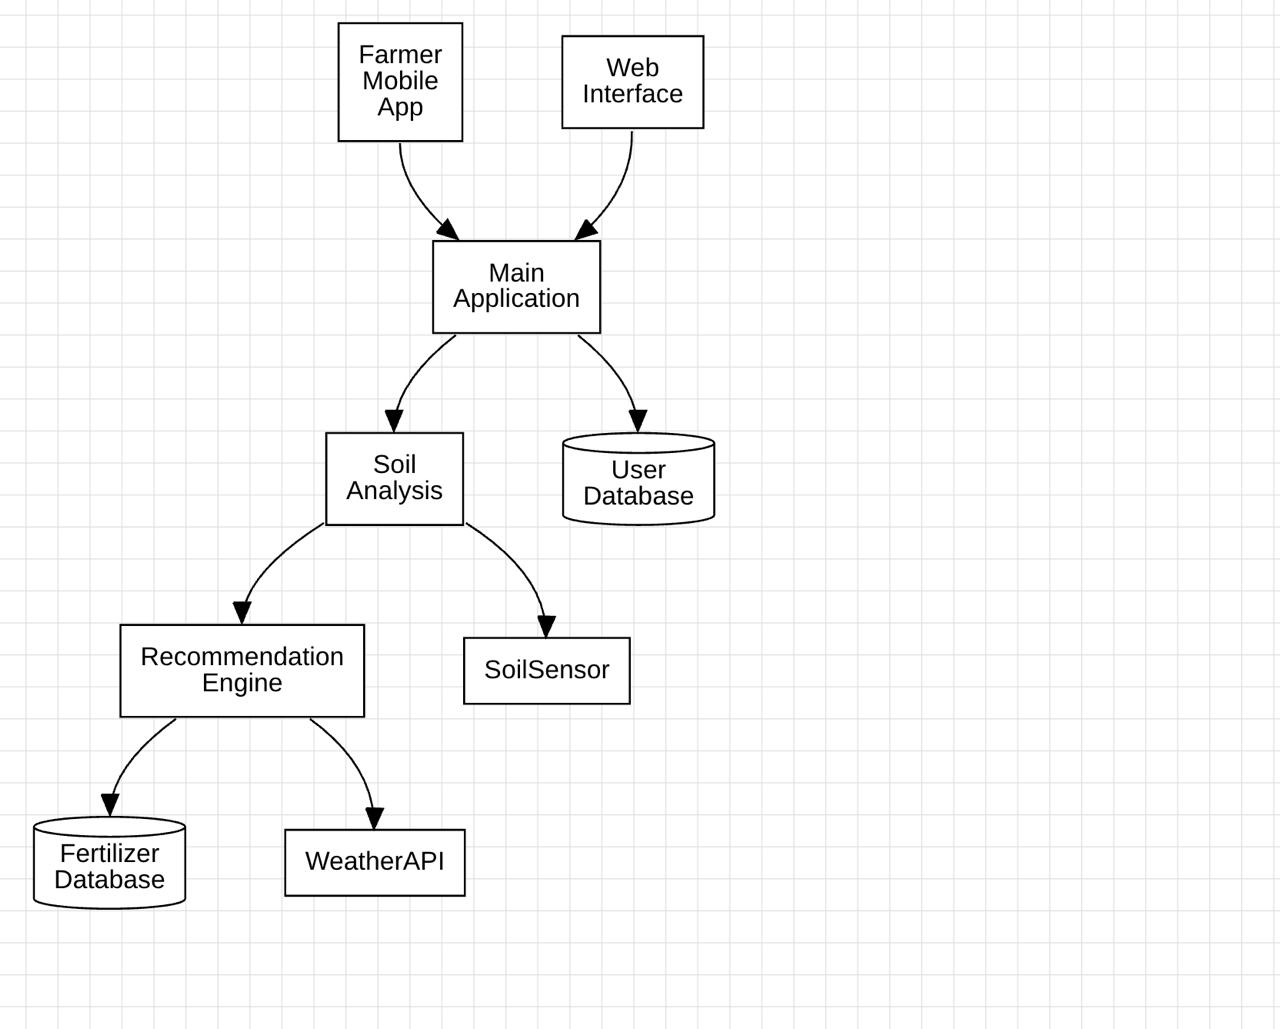 Farmer
Mobile
App
Web
Interface
Main
Application
Soil
Analysis
User
Database
Recommendation
Engine
SoilSensor
Fertilizer
Database
WeatherAPI